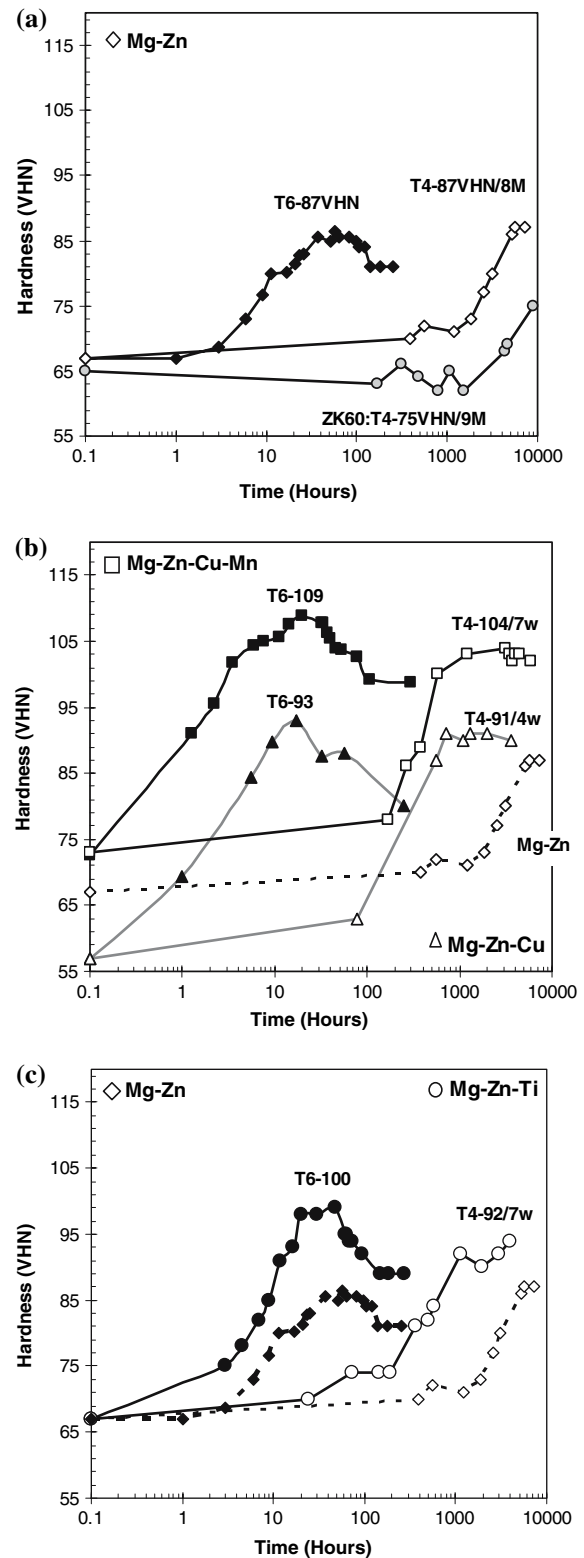 (a)
Mg-Zn
115
105
95
85
75
65
55
Hardness (VHN)
T6-87VHN
T4-87VHN/8M
ZK60:T4-75VHN/9M
0.1 1 10 100 1000 10000
Time (Hours)
(b)
Mg-Zn-Cu-Mn
115
105
95
85
75
65
55
Hardness (VHN)
T6-109
T4-104/7w
T6-93
T4-91/4w
Mg-Zn
Mg-Zn-Cu
0.1 1 10 100 1000 10000
Time (Hours)
(c)
Mg-Zn Mg-Zn-Ti
115
105
95
85
75
65
55
Hardness (VHN)
T6-100
T4-92/7w
0.1 1 10 100 1000 10000
Time (Hours)